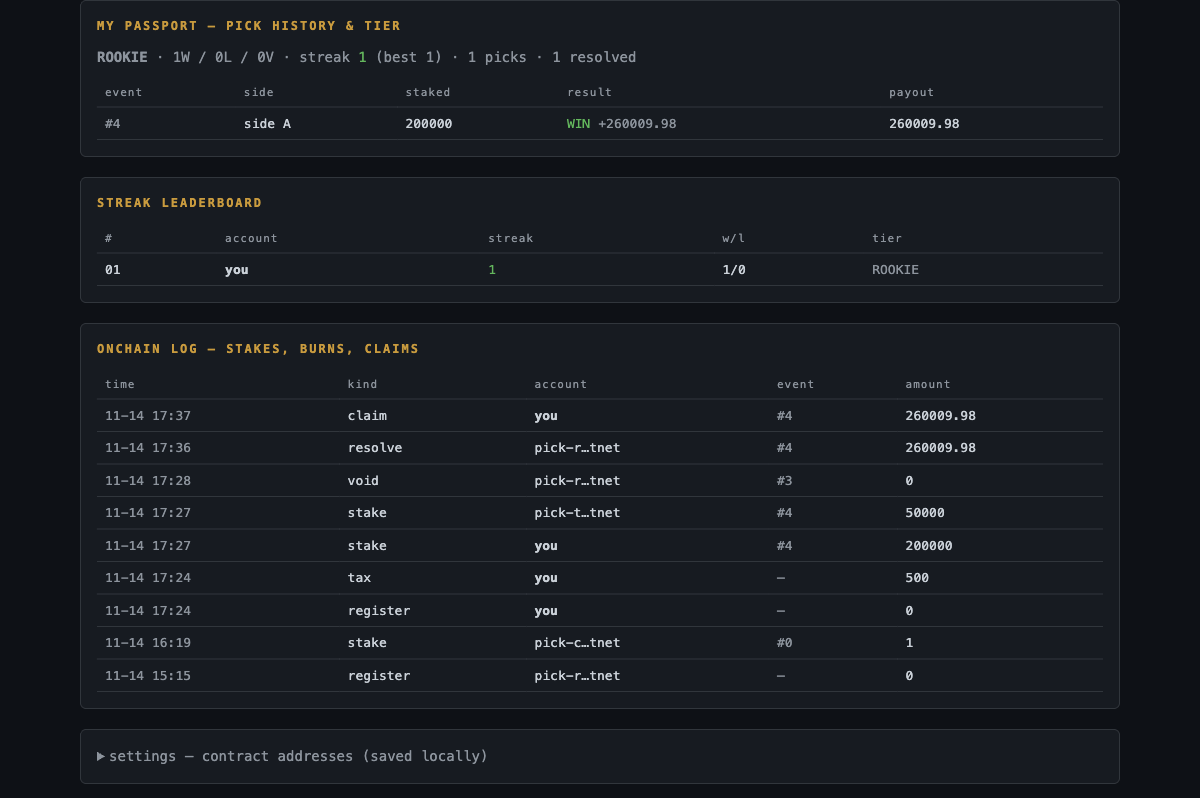 MY PASSPORT — PICK HISTORY & TIER
ROOKIE · 1W / 0L / 0V · streak 1 (best 1) · 1 picks · 1 resolved
event side staked result payout
#4 side A 200000 WIN +260009.98 260009.98
STREAK LEADERBOARD
# account streak w/l tier
01 you 1 1/0 ROOKIE
ONCHAIN LOG — STAKES, BURNS, CLAIMS
time kind account event amount
11-14 17:37 claim you #4 260009.98
11-14 17:36 resolve pick-r…tnet #4 260009.98
11-14 17:28 void pick-r…tnet #3 0
11-14 17:27 stake pick-t…tnet #4 50000
11-14 17:27 stake you #4 200000
11-14 17:24 tax you — 500
11-14 17:24 register you — 0
11-14 16:19 stake pick-c…tnet #0 1
11-14 15:15 register pick-r…tnet — 0
settings — contract addresses (saved locally)